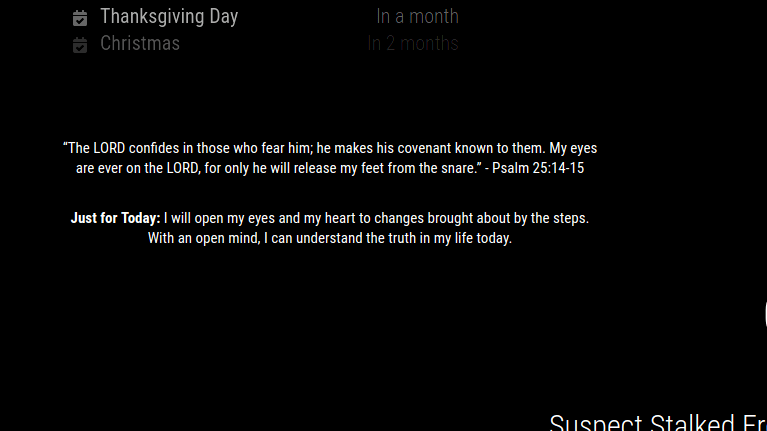 Thanksgiving Day In a month
Christmas In 2 months
“The LORD confides in those who fear him; he makes his covenant known to them. My eyes
are ever on the LORD, for only he will release my feet from the snare.” - Psalm 25:14-15
Just for Today: I will open my eyes and my heart to changes brought about by the steps.
With an open mind, I can understand the truth in my life today.
Suspect Stalked Fr